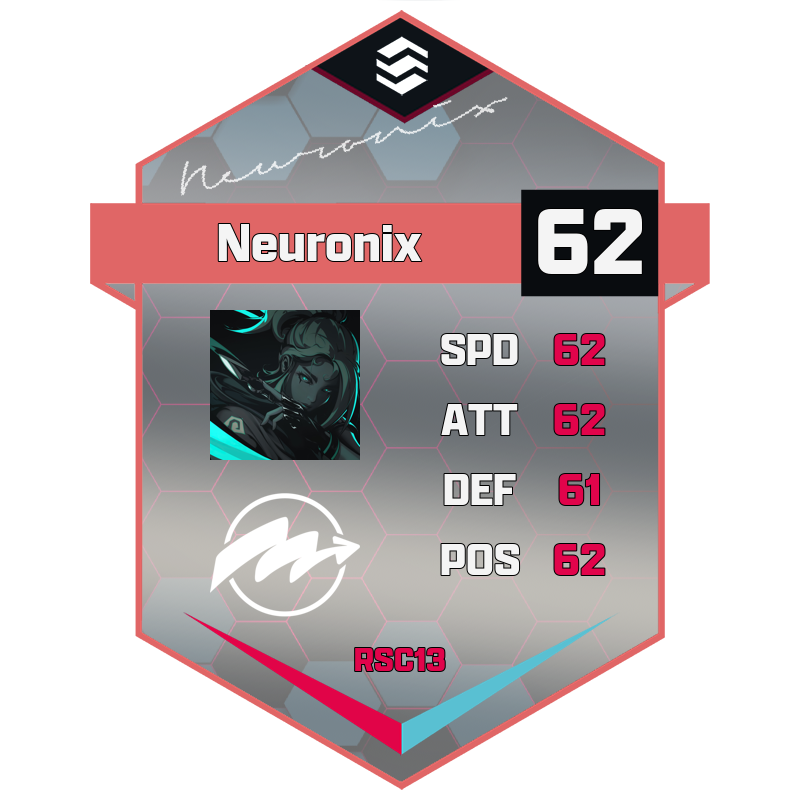 Neuronix
Neuronix 62
SPD 62
ATT 62
DEF 61
POS 62
RSC13